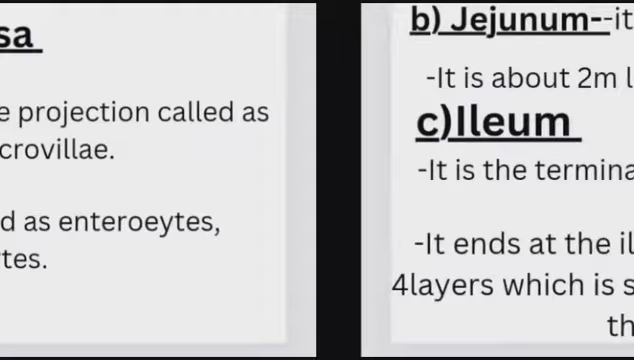 sa
e projection called as
crovillae.
d as enteroeytes,
tes.
b) Jejunum--it
-It is about 2m l
c)Ileum
-It is the termina
-It ends at the il
4layers which is s
th